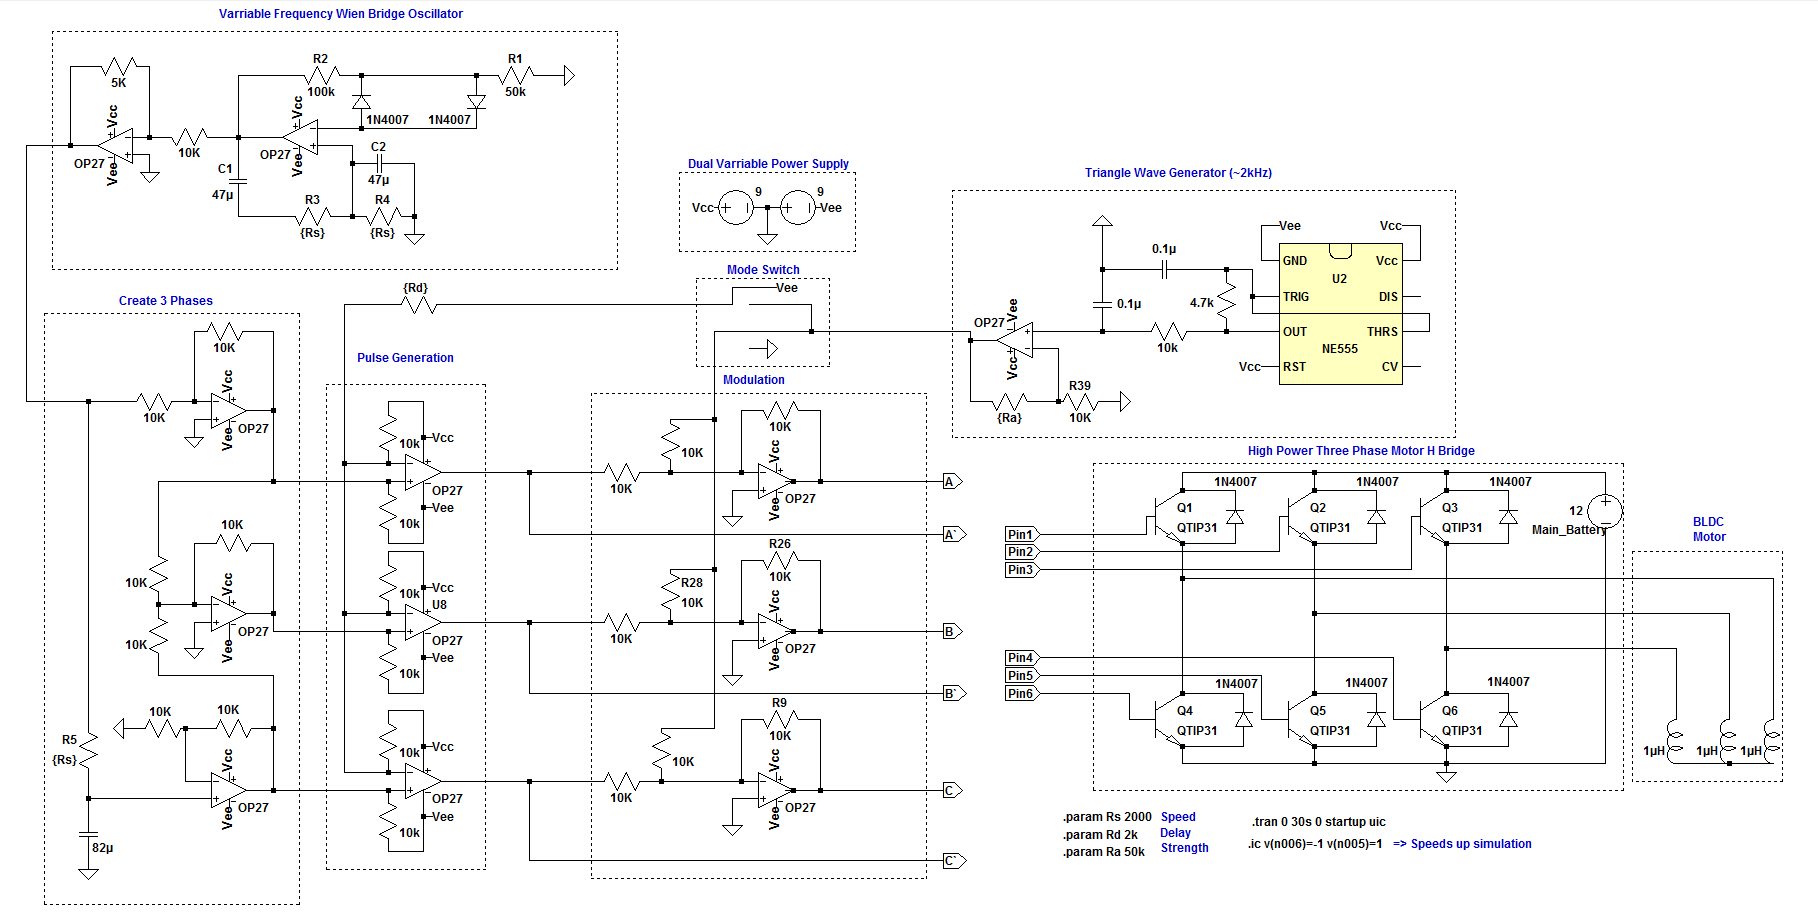 Varriable Frequency Wien Bridge Oscillator
5K
Vcc
OP27
Vee
10K
R2
100k
R1
50k
1N4007
1N4007
Vcc
OP27
Vee
C1
47µ
C2
47µ
R3
{Rs}
R4
{Rs}
Dual Varriable Power Supply
9
9
Vcc
Vee
Triangle Wave Generator (~2kHz)
Vee
Vcc
GND
Vcc
U2
TRIG
DIS
OUT
THRS
NE555
Vcc
RST
CV
0.1µ
0.1µ
4.7k
10k
OP27
Vee
Vcc
R39
10K
{Ra}
Mode Switch
Vee
{Rd}
Create 3 Phases
10K
10K
Vcc
OP27
Vee
10K
10K
10K
Vcc
OP27
Vee
10K
10K
Vcc
OP27
Vee
R5
{Rs}
82µ
Pulse Generation
10k
Vcc
OP27
Vee
10k
10k
Vcc
U8
OP27
Vee
10k
10k
Vcc
OP27
Vee
10k
Modulation
10K
10K
10K
Vcc
OP27
Vee
R26
10K
R28
10K
10K
Vcc
OP27
Vee
R9
10K
10K
10K
Vcc
OP27
Vee
A
A`
B
B`
C
C`
High Power Three Phase Motor H Bridge
1N4007
1N4007
1N4007
Q1
QTIP31
Q2
QTIP31
Q3
QTIP31
12
Main_Battery
Pin1
Pin2
Pin3
Pin4
Pin5
Pin6
1N4007
1N4007
1N4007
Q4
QTIP31
Q5
QTIP31
Q6
QTIP31
BLDC
Motor
1µH
1µH
1µH
.param Rs 2000 Speed
.param Rd 2k Delay
.param Ra 50k Strength
.tran 0 30s 0 startup uic
.ic v(n006)=-1 v(n005)=1 => Speeds up simulation